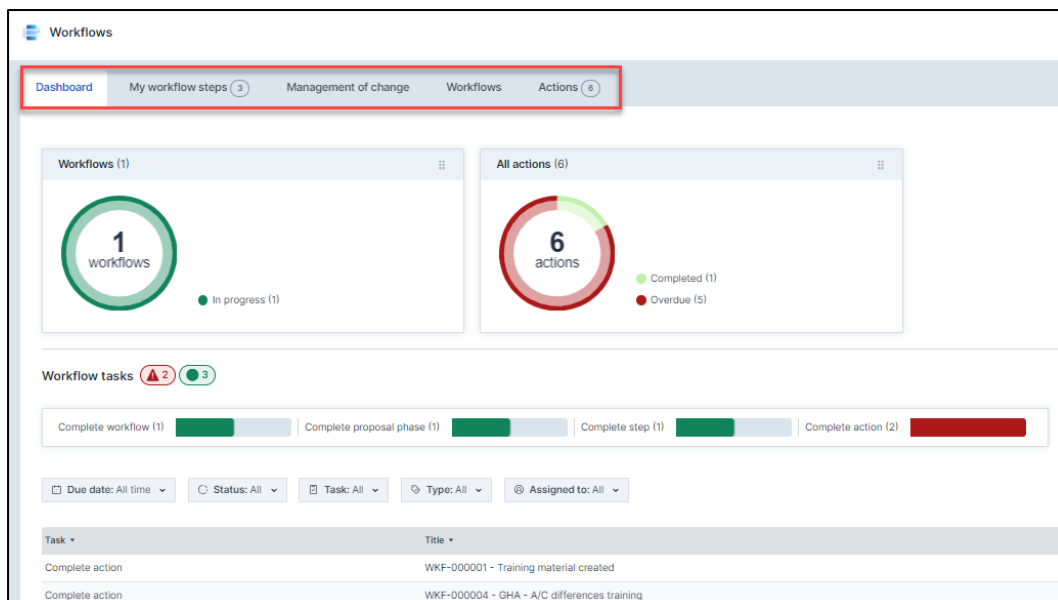 Workflows
Dashboard My workflow steps 3 Management of change Workflows Actions 6
Workflows (1)
1
workflows
In progress (1)
All actions (6)
6
actions
Completed (1)
Overdue (5)
Workflow tasks 2 3
Complete workflow (1) Complete proposal phase (1) Complete step (1) Complete action (2)
Due date: All time Status: All Task: All Type: All Assigned to: All
Task Title
Complete action WKF-000001 - Training material created
Complete action WKF-000004 - GHA - A/C differences training